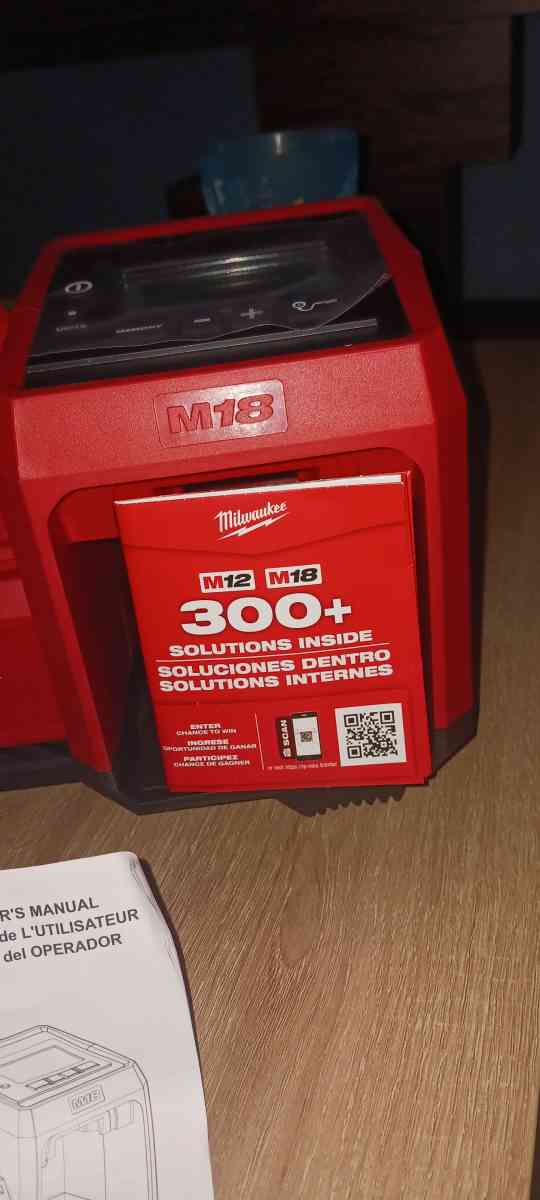 UNITS
MEMORY
M18
Milwaukee
M12 M18
300+
SOLUTIONS INSIDE
SOLUCIONES DENTRO
SOLUTIONS INTERNES
ENTER
CHANCE TO WIN
INGRESE
OPORTUNIDAD DE GANAR
PARTICIPEZ
CHANCE DE GAGNER
SCAN
R'S MANUAL
de L'UTILISATEUR
del OPERADOR
M18